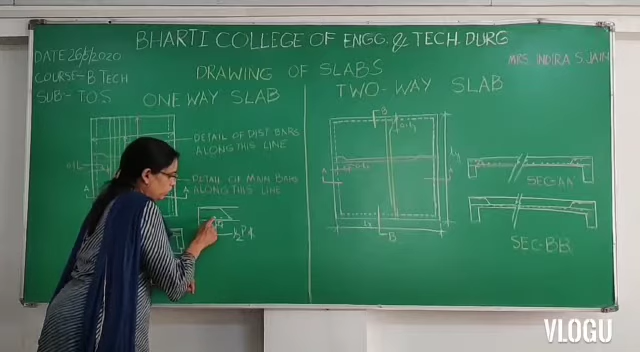 BHARTI COLLEGE OF ENGG. & TECH. DURG
DATE 26/5/2020
COURSE-B TECH
SUB- T.O.S
MRS. INDIRA S. JAIN
DRAWING OF SLABS
ONE WAY SLAB
TWO-WAY SLAB
DETAIL OF DIST BARS
ALONG THIS LINE
DETAIL OF MAIN BARS
ALONG THIS LINE
A
A
B
A
A
B
SEC-AA
SEC-BB
VLOGU